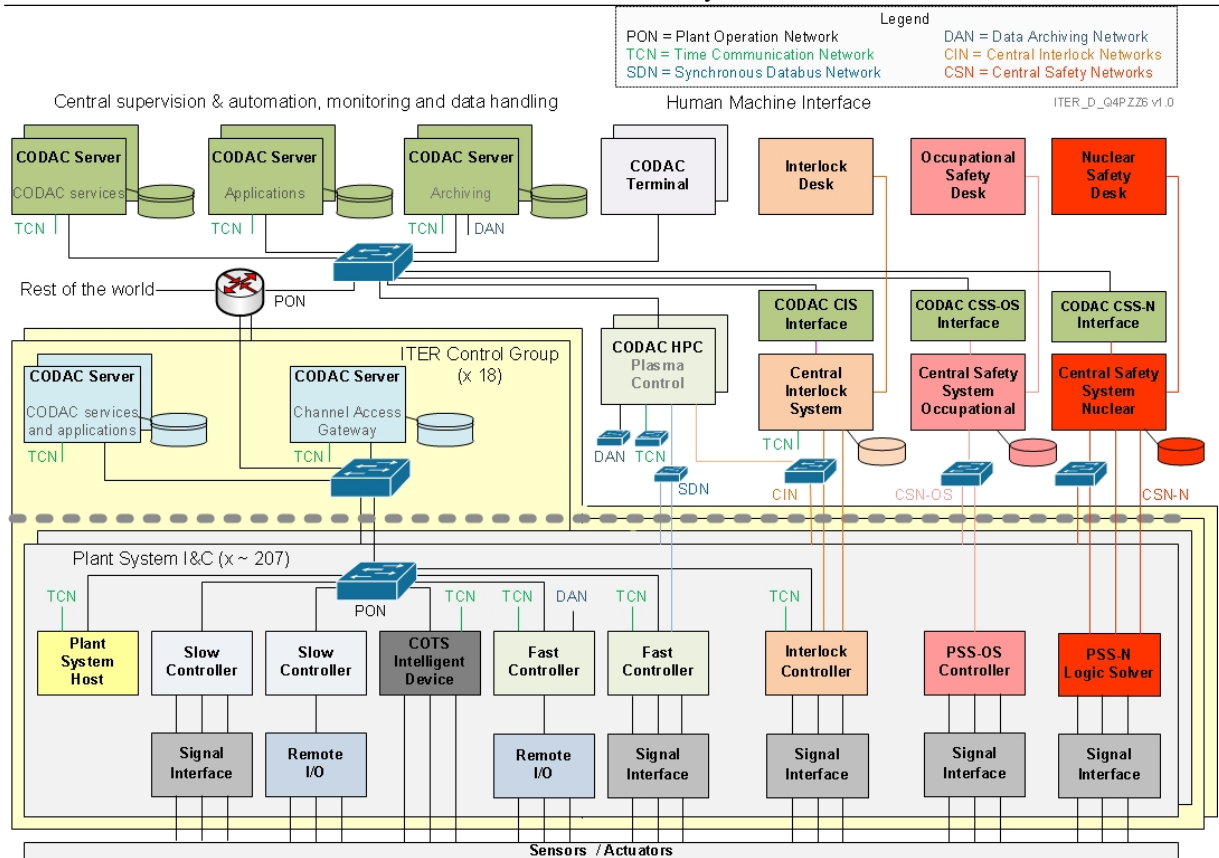 Legend
PON = Plant Operation Network
DAN = Data Archiving Network
TCN = Time Communication Network
CIN = Central Interlock Networks
SDN = Synchronous Databus Network
CSN = Central Safety Networks
Central supervision & automation, monitoring and data handling
Human Machine Interface
ITER_D_Q4PZZ6 v1.0
CODAC Server
CODAC services
TCN
CODAC Server
Applications
TCN
CODAC Server
Archiving
TCN
DAN
CODAC
Terminal
Interlock
Desk
Occupational
Safety
Desk
Nuclear
Safety
Desk
Rest of the world
PON
CODAC CIS
Interface
CODAC CSS-OS
Interface
CODAC CSS-N
Interface
ITER Control Group
(x 18)
CODAC Server
CODAC services
and applications
TCN
CODAC Server
Channel Access
Gateway
TCN
CODAC HPC
Plasma
Control
DAN
TCN
SDN
Central
Interlock
System
TCN
CIN
Central Safety
System
Occupational
CSN-OS
Central Safety
System
Nuclear
CSN-N
Plant System I&C (x ~ 207)
PON
TCN
TCN
TCN
DAN
TCN
TCN
Plant
System
Host
Slow
Controller
Slow
Controller
COTS
Intelligent
Device
Fast
Controller
Fast
Controller
Interlock
Controller
PSS-OS
Controller
PSS-N
Logic Solver
Signal
Interface
Remote
I/O
Remote
I/O
Signal
Interface
Signal
Interface
Signal
Interface
Signal
Interface
Sensors / Actuators